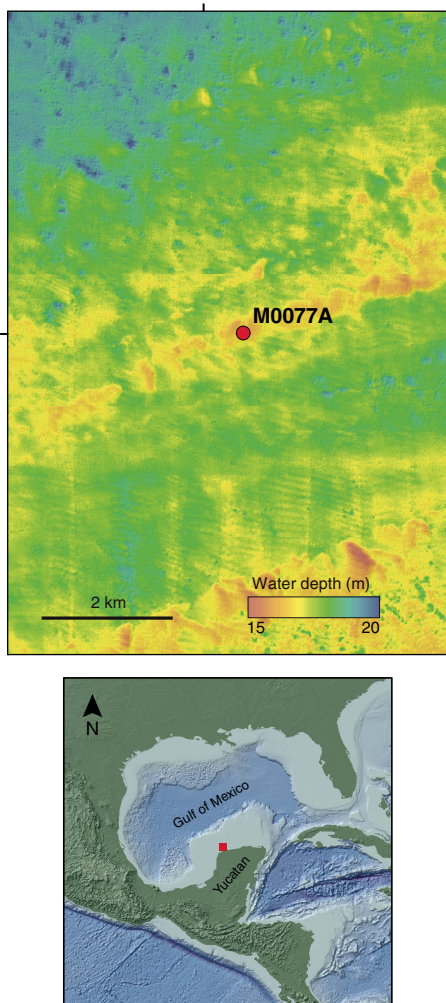 M0077A
Water depth (m)
2 km
15
20
N
Gulf of Mexico
Yucatan